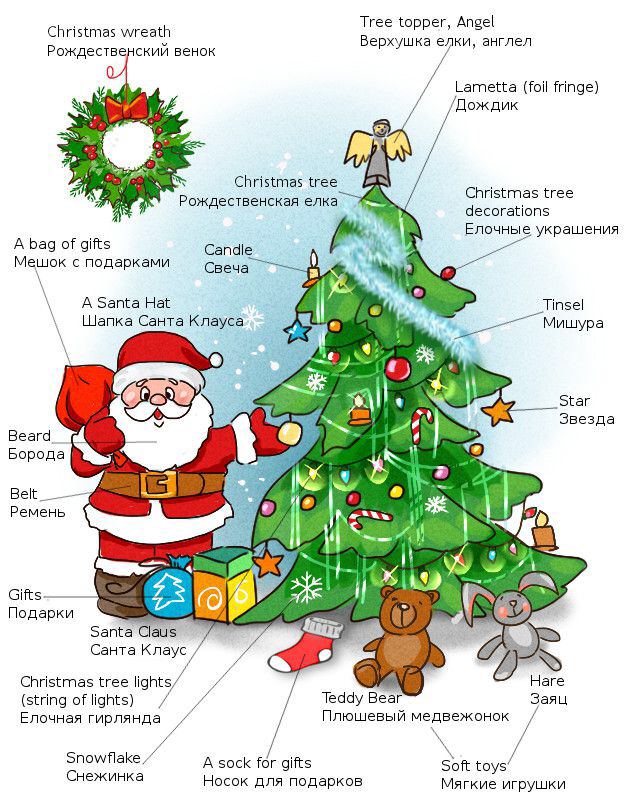 Christmas wreath
Рождественский венок
Tree topper, Angel
Верхушка елки, англел
Lametta (foil fringe)
Дождик
Christmas tree
Рождественская елка
Christmas tree
decorations
Елочные украшения
A bag of gifts
Мешок с подарками
Candle
Свеча
A Santa Hat
Шапка Санта Клауса
Tinsel
Мишура
Star
Звезда
Beard
Борода
Belt
Ремень
Gifts
Подарки
Santa Claus
Санта Клаус
Christmas tree lights
(string of lights)
Елочная гирлянда
Teddy Bear
Плюшевый медвежонок
Hare
Заяц
Snowflake
Снежинка
A sock for gifts
Носок для подарков
Soft toys
Мягкие игрушки